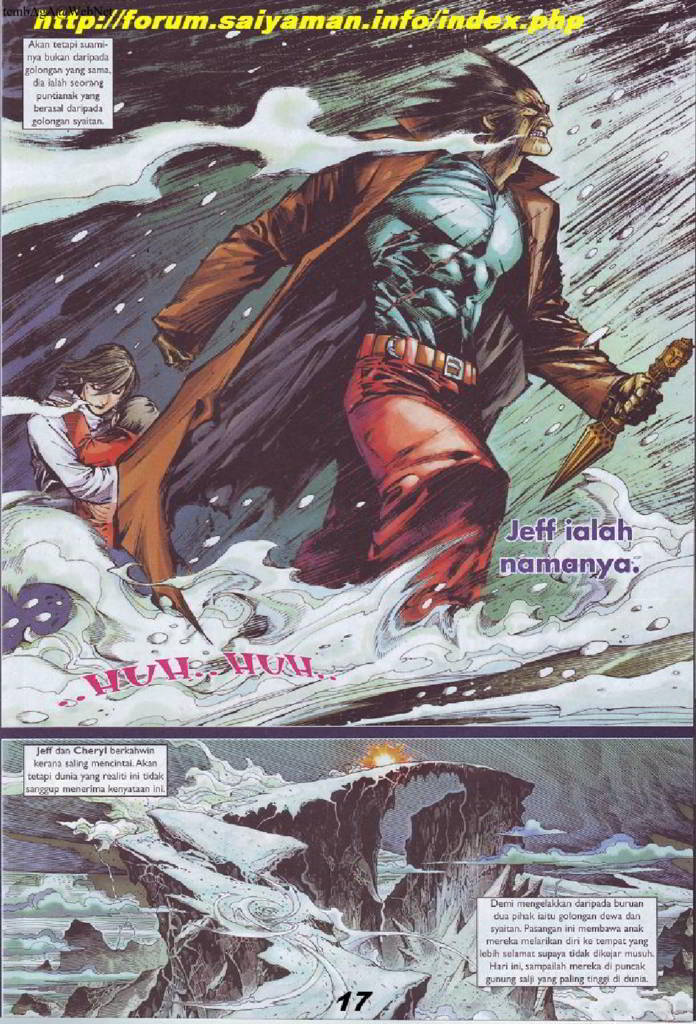 http://forum.saiyaman.info/index.php
Akan tetapi suami-
nya bukan daripada
golongan yang sama,
dia ialah seorang
puntianak yang
berasal daripada
golongan syaitan.
Jeff ialah
namanya.
..HUH..HUH..
Jeff dan Cheryl berkahwin
kerana saling mencintai. Akan
tetapi dunia yang realiti ini tidak
sanggup menerima kenyataan ini.
Demi mengelakkan daripada buruan
dua pihak iaitu golongan dewa dan
syaitan. Pasangan ini membawa anak
mereka melarikan diri ke tempat yang
lebih selamat supaya tidak dikejar musuh.
Hari ini, sampailah mereka di puncak
gunung salji yang paling tinggi di dunia.
17